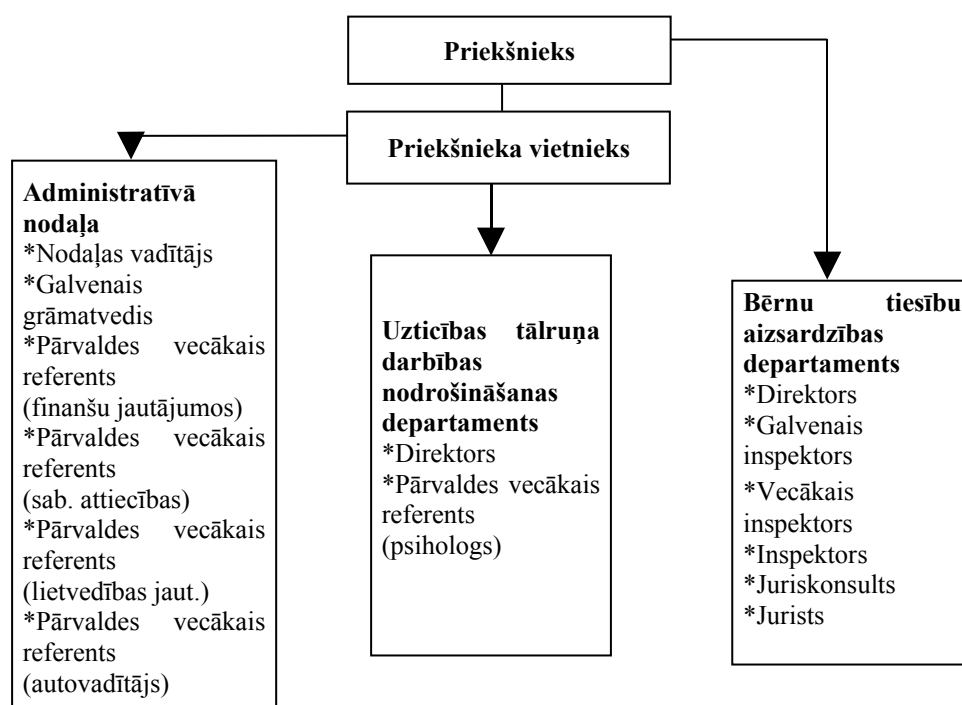 Priekšnieks
Priekšnieka vietnieks
Administratīvā
nodaļa
*Nodaļas vadītājs
*Galvenais
grāmatvedis
*Pārvaldes vecākais
referents
(finanšu jautājumos)
*Pārvaldes vecākais
referents
(sab. attiecības)
*Pārvaldes vecākais
referents
(lietvedības jaut.)
*Pārvaldes vecākais
referents
(autovadītājs)
Uzticības tālruņa
darbības
nodrošināšanas
departaments
*Direktors
*Pārvaldes vecākais
referents
(psihologs)
Bērnu tiesību
aizsardzības
departaments
*Direktors
*Galvenais
inspektors
*Vecākais
inspektors
*Inspektors
*Juriskonsults
*Jurists